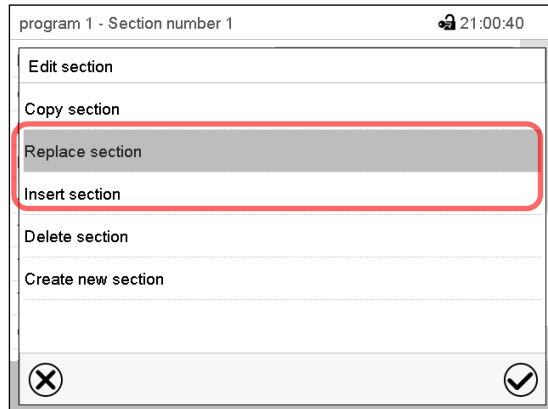 program 1 - Section number 1 21:00:40
Edit section
Copy section
Replace section
Insert section
Delete section
Create new section